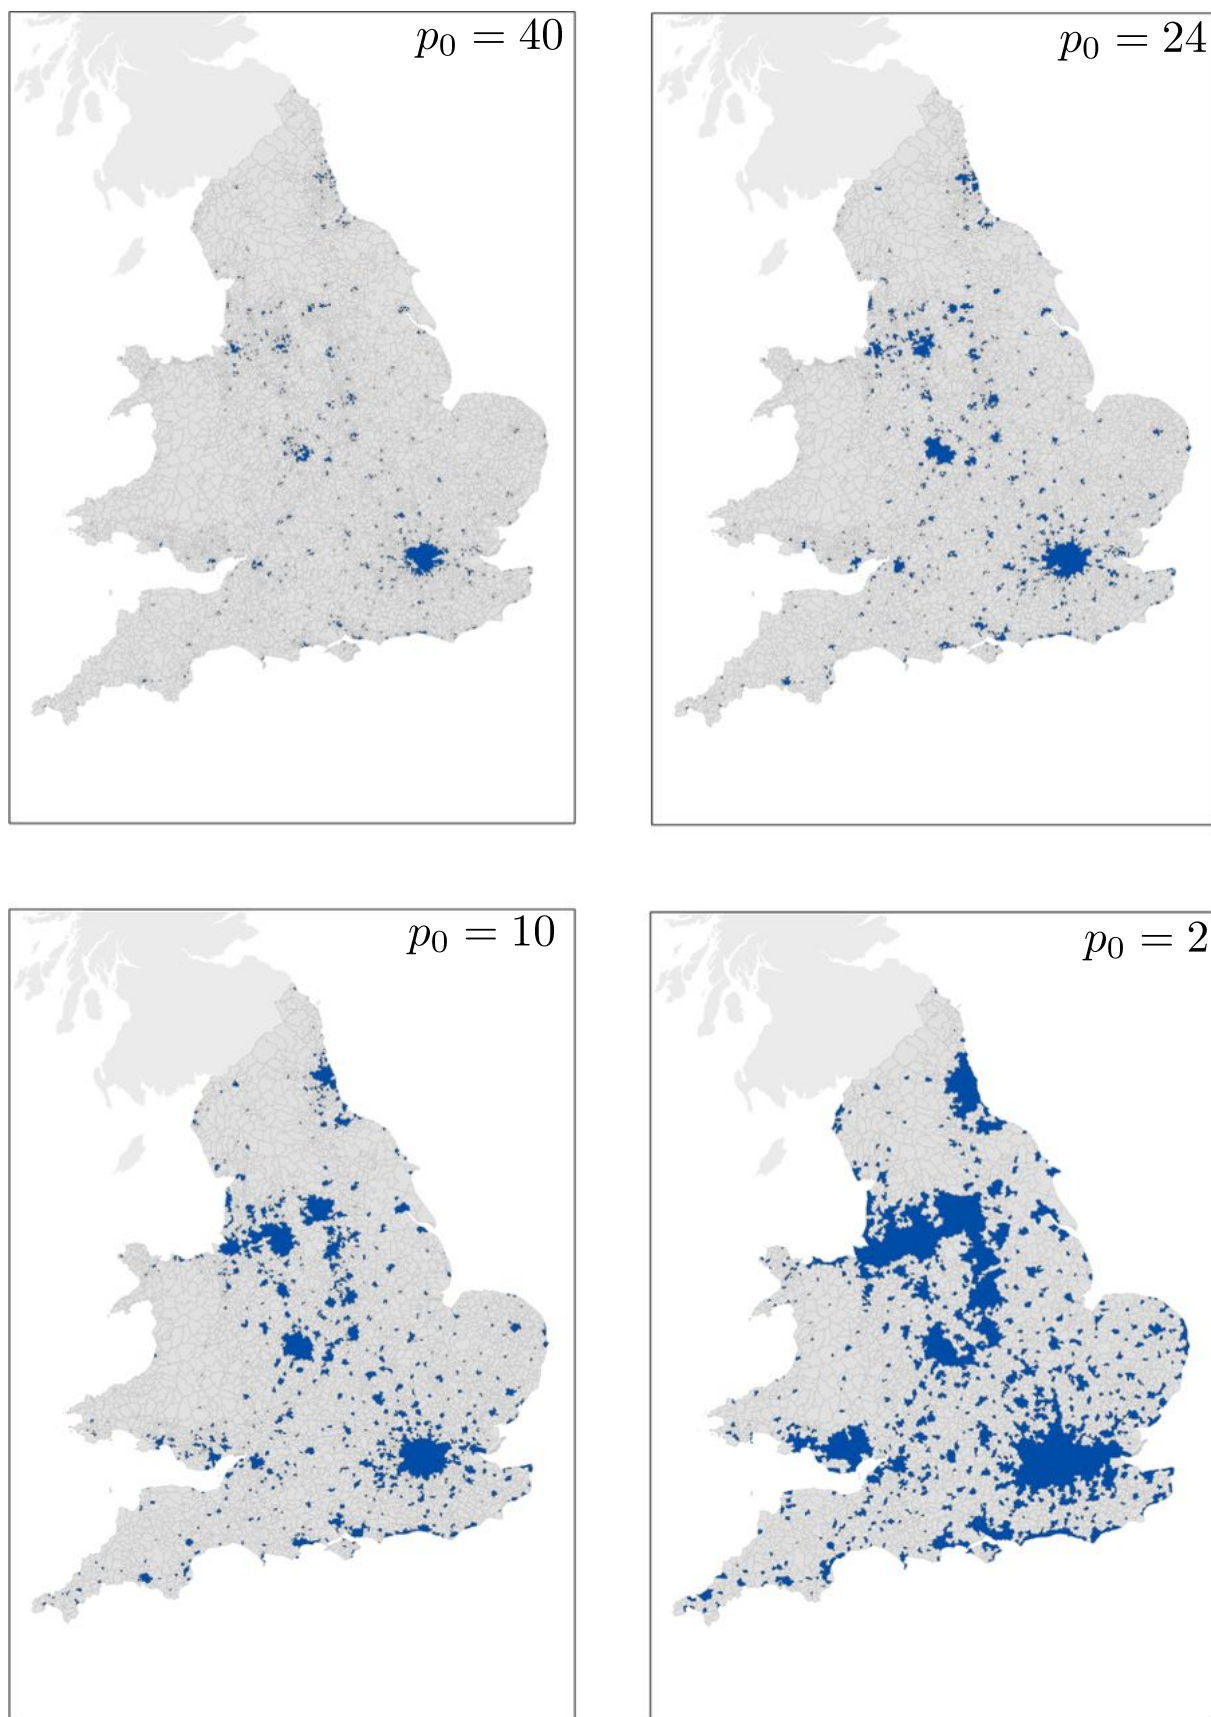 p₀ = 40
p₀ = 24
p₀ = 10
p₀ = 2